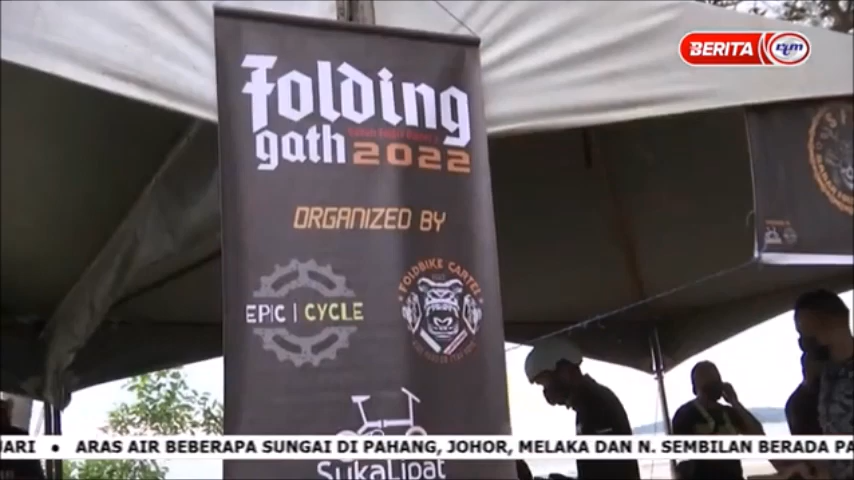 BERITA rtm
Folding
gath 2022
ORGANIZED BY
EPIC | CYCLE
FOLDBIKE CARTEL
SukaLipat
JARI • ARAS AIR BEBERAPA SUNGAI DI PAHANG, JOHOR, MELAKA DAN N. SEMBILAN BERADA PA